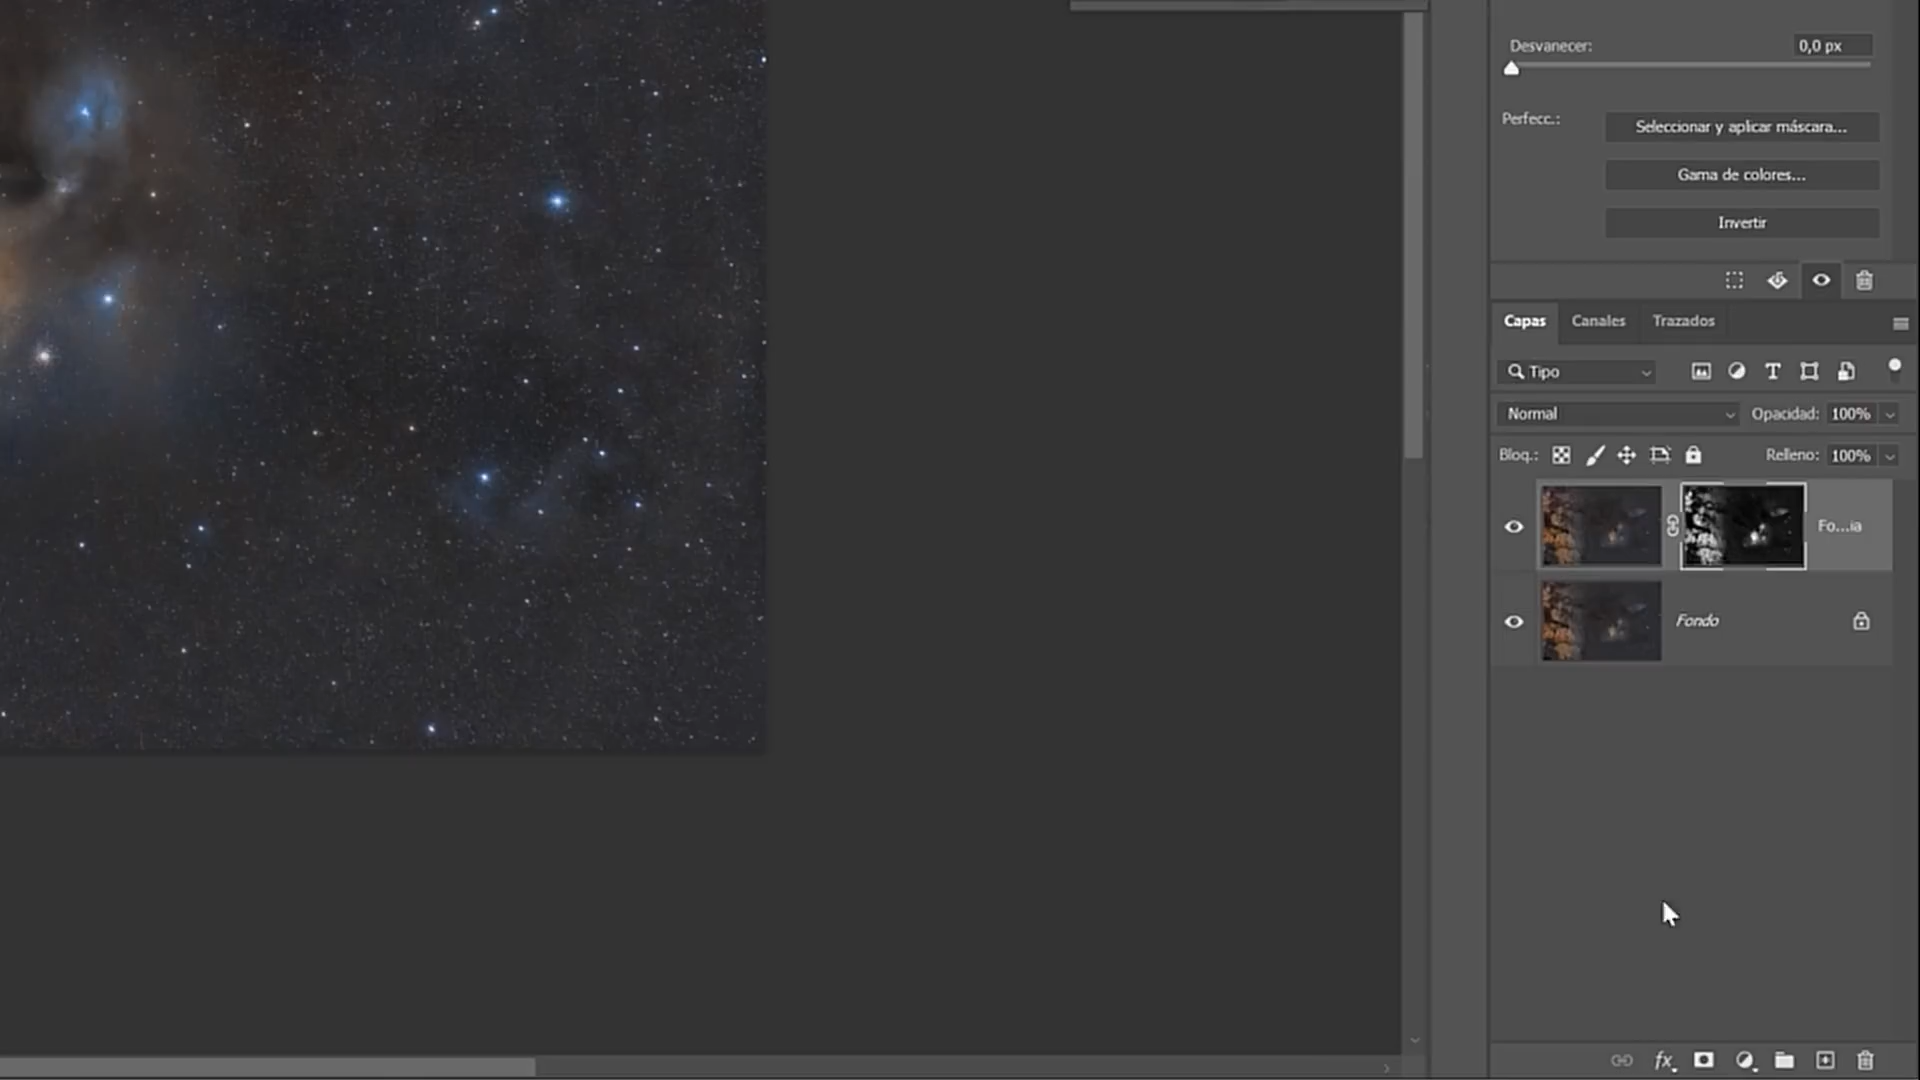 Desvanecer: 0,0 px
Perfecc.: Seleccionar y aplicar máscara...
Gama de colores...
Invertir
Capas Canales Trazados
Tipo
Normal Opacidad: 100%
Bloq.: Relleno: 100%
Fo...ia
Fondo
fx